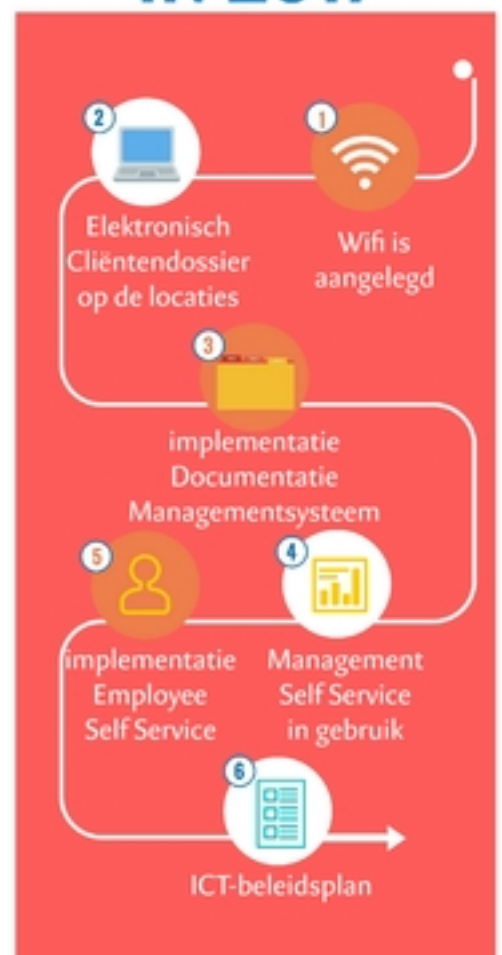 1
Wifi is
aangelegd
2
Elektronisch
Cliëntendossier
op de locaties
3
implementatie
Documentatie
Managementsysteem
4
Management
Self Service
in gebruik
5
implementatie
Employee
Self Service
6
ICT-beleidsplan